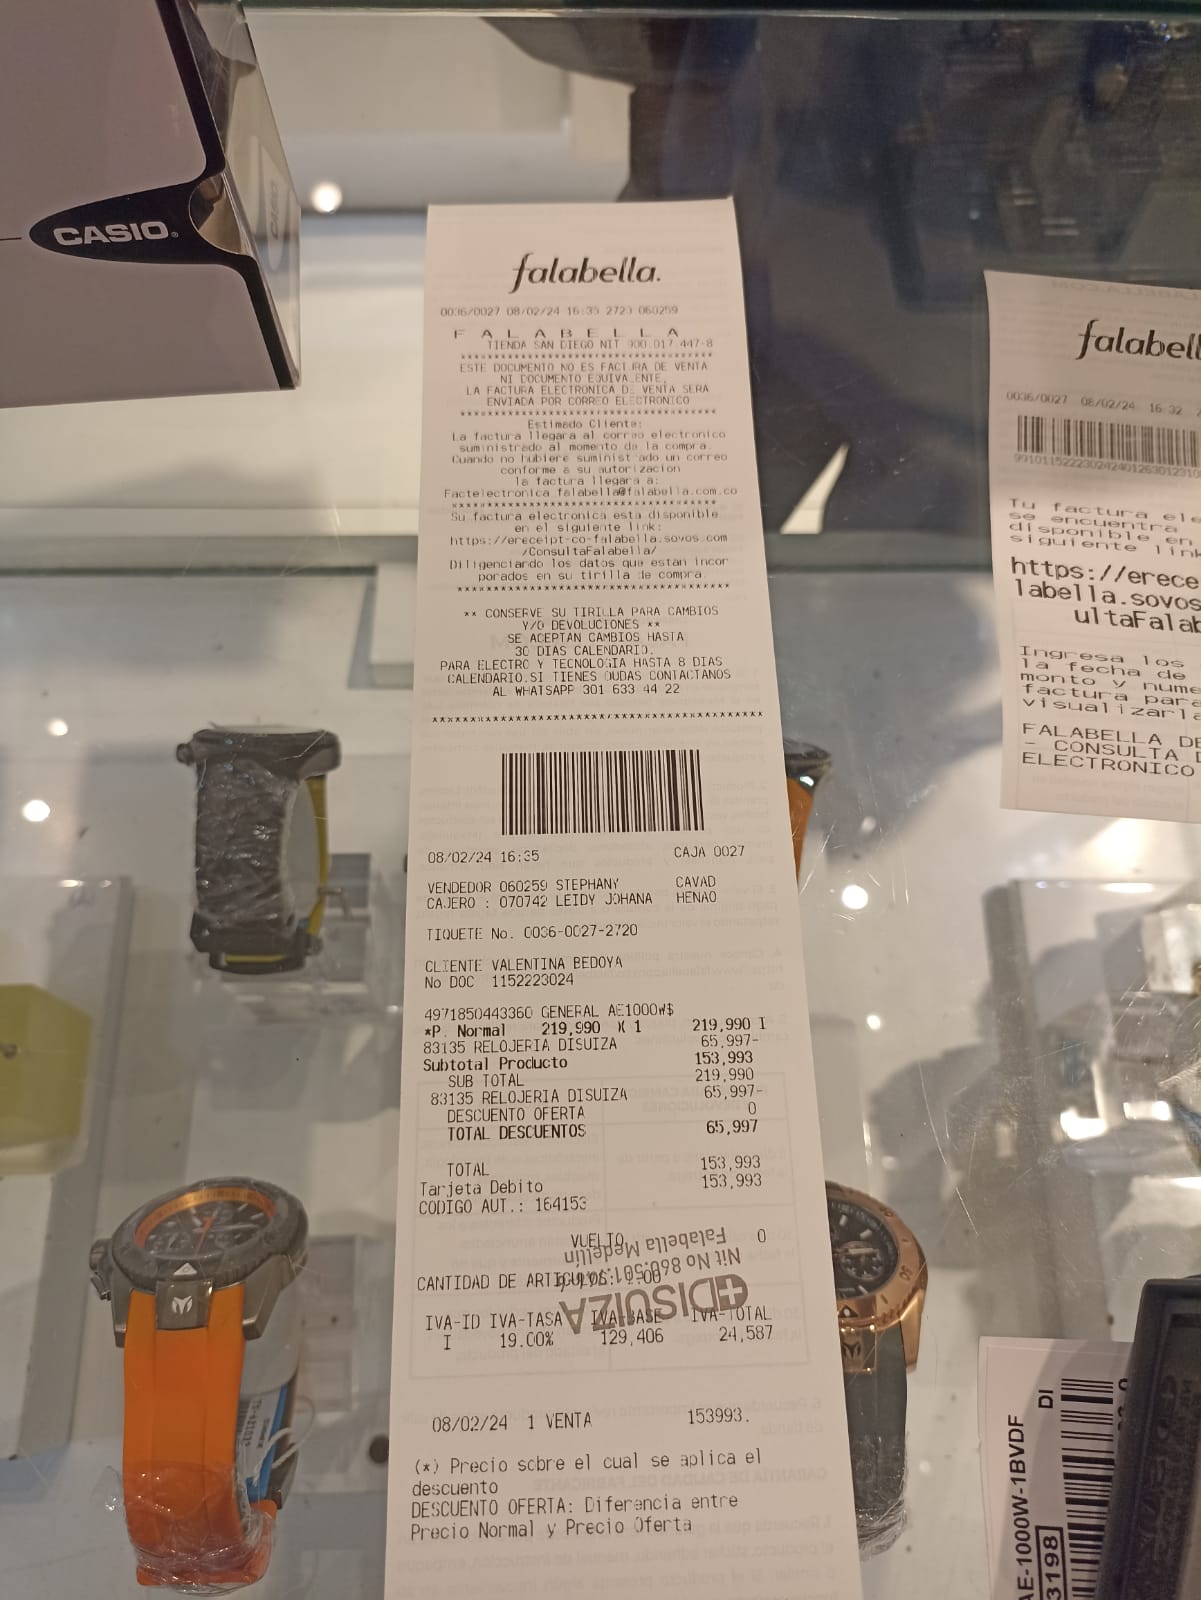 CASIO
falabella.
0036/0027 08/02/24 16:35 2720 060259
F A L A B E L L A
TIENDA SAN DIEGO NIT 900.017.447-8
ESTE DOCUMENTO NO ES FACTURA DE VENTA
NI DOCUMENTO EQUIVALENTE,
LA FACTURA ELECTRONICA DE VENTA SERA
ENVIADA POR CORREO ELECTRONICO
Estimado Cliente:
La factura llegara al correo electronico
suministrado al momento de la compra.
Cuando no hubiere suministrado un correo
conforme a su autorizacion
la factura llegara a:
Factelectronica falabella@falabella.com.co
Su factura electronica esta disponible
en el siguiente link:
https://ereceipt-co-falabella.sovos.com
/ConsultaFalabella/
Diligenciando los datos que estan incor
porados en su tirilla de compra.
** CONSERVE SU TIRILLA PARA CAMBIOS
Y/O DEVOLUCIONES **
SE ACEPTAN CAMBIOS HASTA
30 DIAS CALENDARIO.
PARA ELECTRO Y TECNOLOGIA HASTA 8 DIAS
CALENDARIO.SI TIENES DUDAS CONTACTANOS
AL WHATSAPP 301 633 44 22
08/02/24 16:35 CAJA 0027
VENDEDOR 060259 STEPHANY CAVAD
CAJERO : 070742 LEIDY JOHANA HENAO
TIQUETE No. 0036-0027-2720
CLIENTE VALENTINA BEDOYA
No DOC 1152223024
4971850443360 GENERAL AE1000W$
*P. Normal 219,990 X 1 219,990 I
83135 RELOJERIA DISUIZA 65,997-
Subtotal Producto 153,993
SUB TOTAL 219,990
83135 RELOJERIA DISUIZA 65,997-
DESCUENTO OFERTA 0
TOTAL DESCUENTOS 65,997
TOTAL 153,993
Tarjeta Debito 153,993
CODIGO AUT.: 164153
VUELTO 0
Falabella Medellín
Nit No 860.501.
CANTIDAD DE ARTICULOS:
DISUIZA
IVA-ID IVA-TASA IVA-BASE IVA-TOTAL
I 19.00% 129,406 24,587
08/02/24 1 VENTA 153993.
(*) Precio sobre el cual se aplica el
descuento
DESCUENTO OFERTA: Diferencia entre
Precio Normal y Precio Oferta
falabell
0036/0027 08/02/24 16:32
Tu factura ele
se encuentra
disponible en
siguiente link
https://erece
labella.sovos
ultaFalab
Ingresa los
la fecha de
monto y nume
factura para
visualizarla
FALABELLA DE
- CONSULTA D
ELECTRONICO
AE-1000W-1BVDF
DI
3198